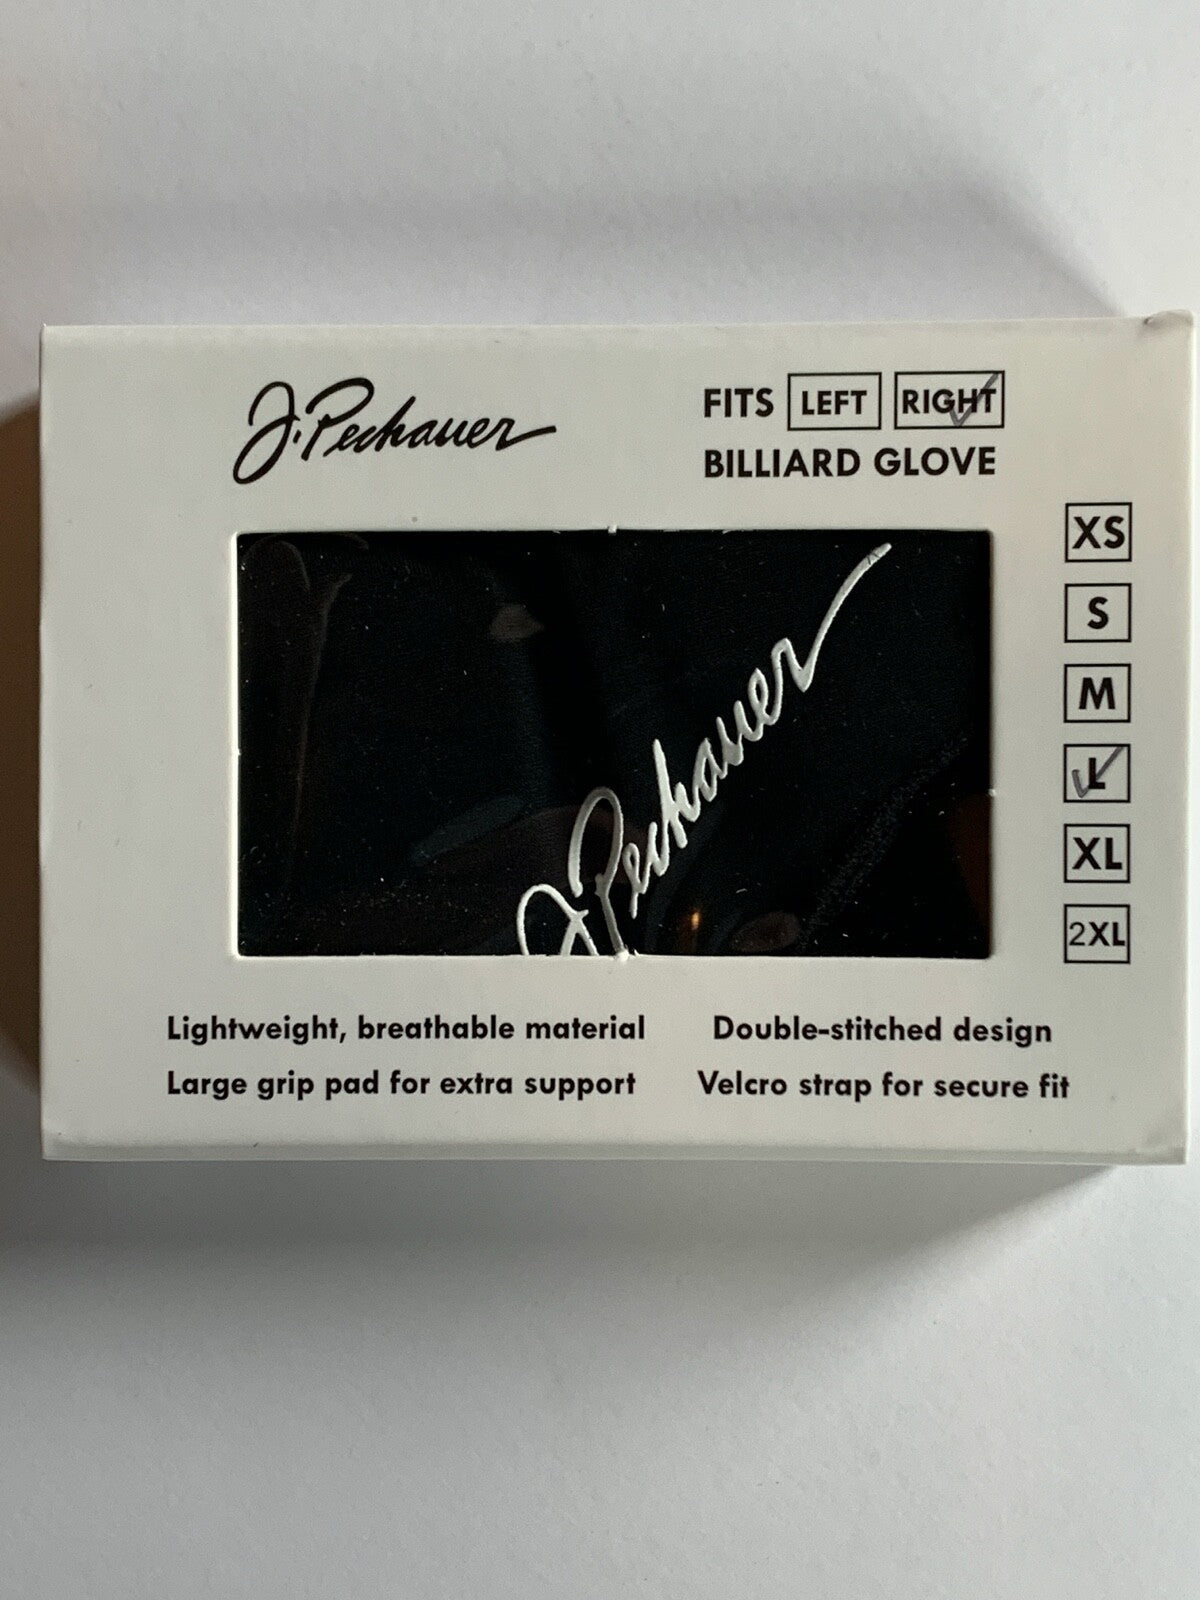 J. Pechauer
FITS LEFT RIGHT
BILLIARD GLOVE
XS
S
M
L
XL
2XL
J. Pechauer
Lightweight, breathable material
Double-stitched design
Large grip pad for extra support
Velcro strap for secure fit